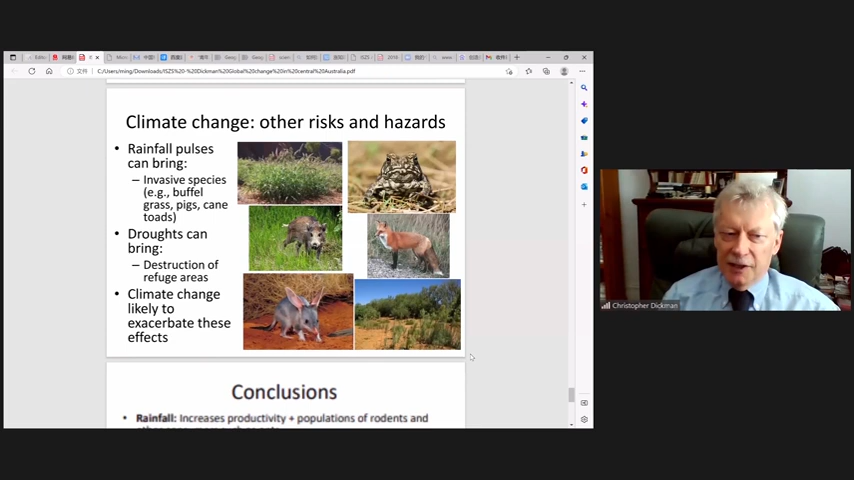 C:/Users/ming/Downloads/ISZS%20-%20Dickman%20Global%20change%20in%20central%20Australia.pdf
Climate change: other risks and hazards
• Rainfall pulses
can bring:
– Invasive species
(e.g., buffel
grass, pigs, cane
toads)
• Droughts can
bring:
– Destruction of
refuge areas
• Climate change
likely to
exacerbate these
effects
Conclusions
• Rainfall: Increases productivity + populations of rodents and
Christopher Dickman